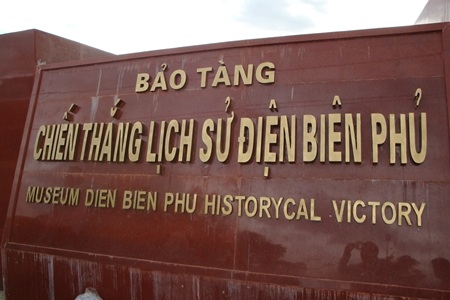 BẢO TÀNG
CHIẾN THẮNG LỊCH SỬ ĐIỆN BIÊN PHỦ
MUSEUM DIEN BIEN PHU HISTORYCAL VICTORY